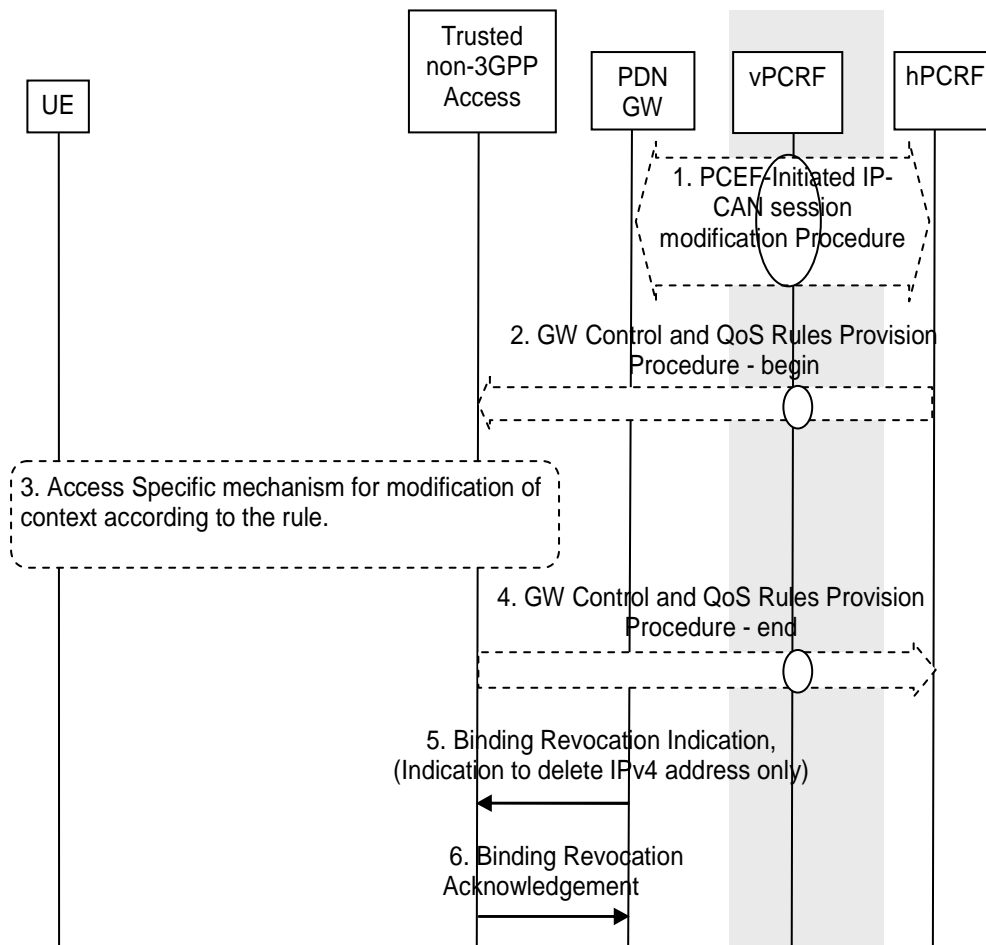 UE
Trusted
non-3GPP
Access
PDN
GW
vPCRF
hPCRF
1. PCEF-Initiated IP-
CAN session
modification Procedure
2. GW Control and QoS Rules Provision
Procedure - begin
3. Access Specific mechanism for modification of
context according to the rule.
4. GW Control and QoS Rules Provision
Procedure - end
5. Binding Revocation Indication,
(Indication to delete IPv4 address only)
6. Binding Revocation
Acknowledgement